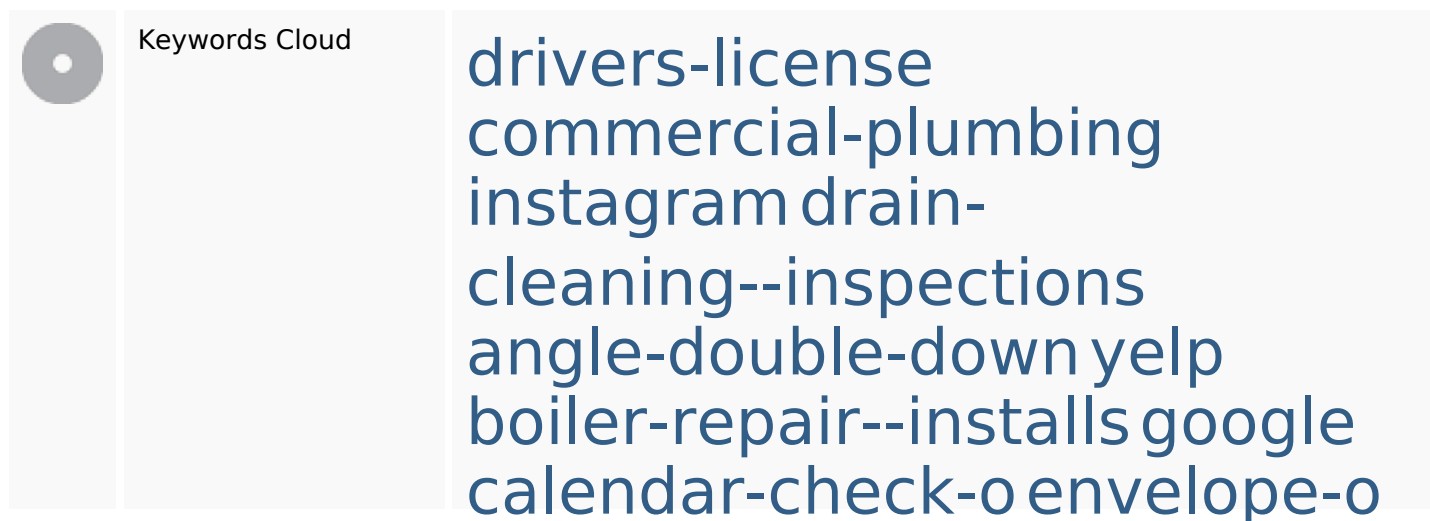 Keywords Cloud
drivers-license
commercial-plumbing
instagram drain-
cleaning--inspections
angle-double-down yelp
boiler-repair--installs google
calendar-check-o envelope-o